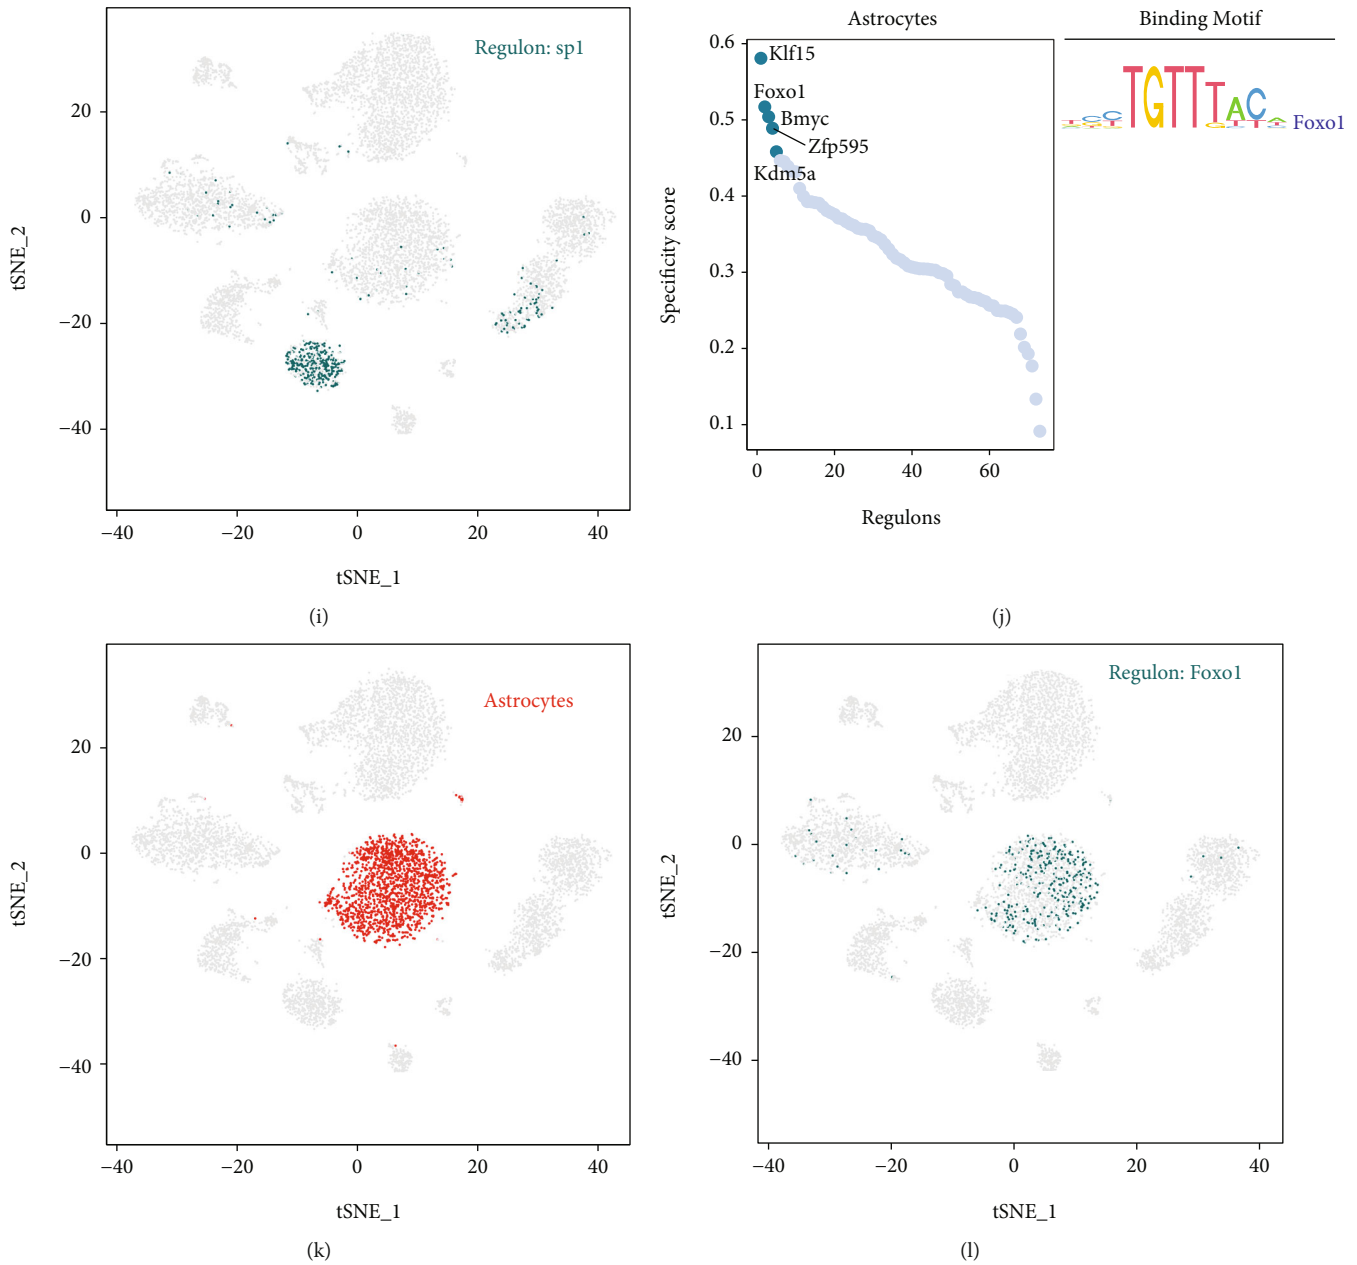 Regulon: sp1
tSNE_2
20
0
−20
−40
−40
−20
0
20
40
tSNE_1
(i)
Astrocytes
Binding Motif
Specificity score
0.6
0.5
0.4
0.3
0.2
0.1
Klf15
Foxo1
Bmyc
Zfp595
Kdm5a
TGTTTAC
Foxo1
0
20
40
60
Regulons
(j)
Astrocytes
tSNE_2
20
0
−20
−40
−40
−20
0
20
40
tSNE_1
(k)
Regulon: Foxo1
tSNE_2
20
0
−20
−40
−40
−20
0
20
40
tSNE_1
(l)